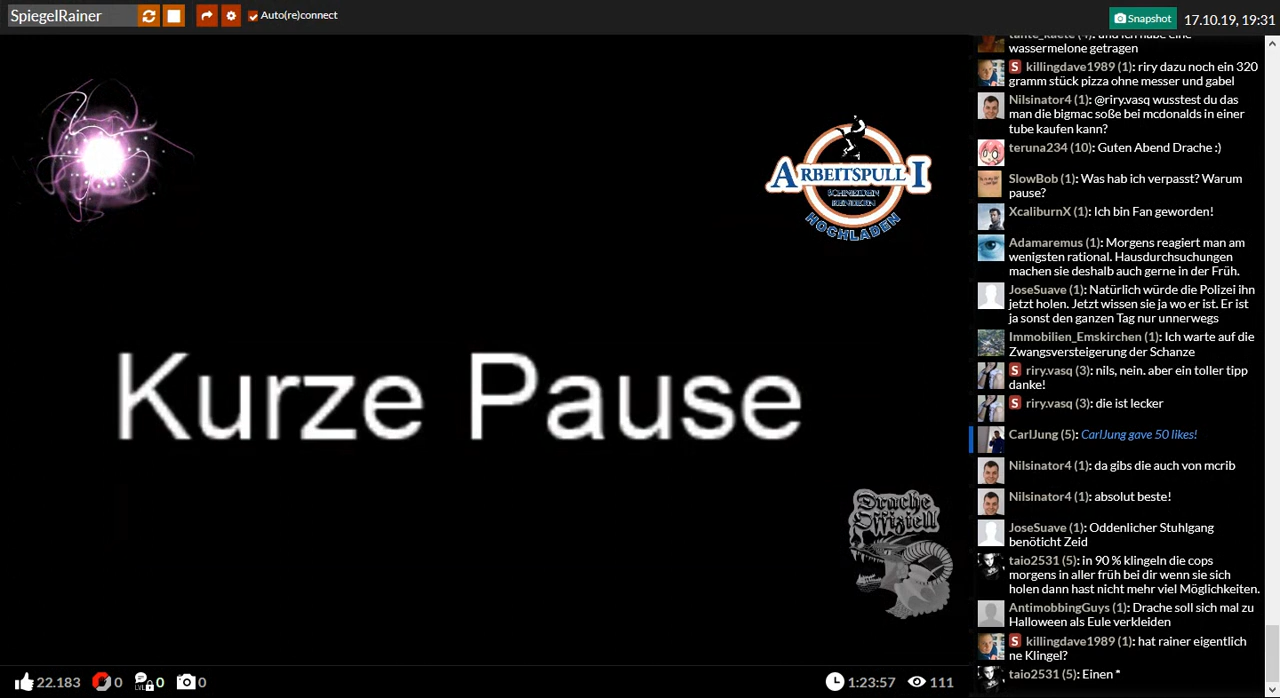 SpiegelRainer
Auto(re)connect
Snapshot
17.10.19, 19:31
ARBEITSPULLI
SCHNEIDEN
RENDERN
HOCHLADEN
Kurze Pause
Drache
Offiziell
22.183
0
LVL
0
0
1:23:57
111
tante_kaete (4): und ich habe eine
wassermelone getragen
S killingdave1989 (1): riry dazu noch ein 320
gramm stück pizza ohne messer und gabel
Nilsinator4 (1): @riry.vasq wusstest du das
man die bigmac soße bei mcdonalds in einer
tube kaufen kann?
teruna234 (10): Guten Abend Drache :)
SlowBob (1): Was hab ich verpasst? Warum
pause?
XcaliburnX (1): Ich bin Fan geworden!
Adamaremus (1): Morgens reagiert man am
wenigsten rational. Hausdurchsuchungen
machen sie deshalb auch gerne in der Früh.
JoseSuave (1): Natürlich würde die Polizei ihn
jetzt holen. Jetzt wissen sie ja wo er ist. Er ist
ja sonst den ganzen Tag nur unnerwegs
Immobilien_Emskirchen (1): Ich warte auf die
Zwangsversteigerung der Schanze
S riry.vasq (3): nils, nein. aber ein toller tipp
danke!
S riry.vasq (3): die ist lecker
CarlJung (5): CarlJung gave 50 likes!
Nilsinator4 (1): da gibs die auch von mcrib
Nilsinator4 (1): absolut beste!
JoseSuave (1): Oddenlicher Stuhlgang
benöticht Zeid
taio2531 (5): in 90 % klingeln die cops
morgens in aller früh bei dir wenn sie sich
holen dann hast nicht mehr viel Möglichkeiten.
AntimobbingGuys (1): Drache soll sich mal zu
Halloween als Eule verkleiden
S killingdave1989 (1): hat rainer eigentlich
ne Klingel?
taio2531 (5): Einen *